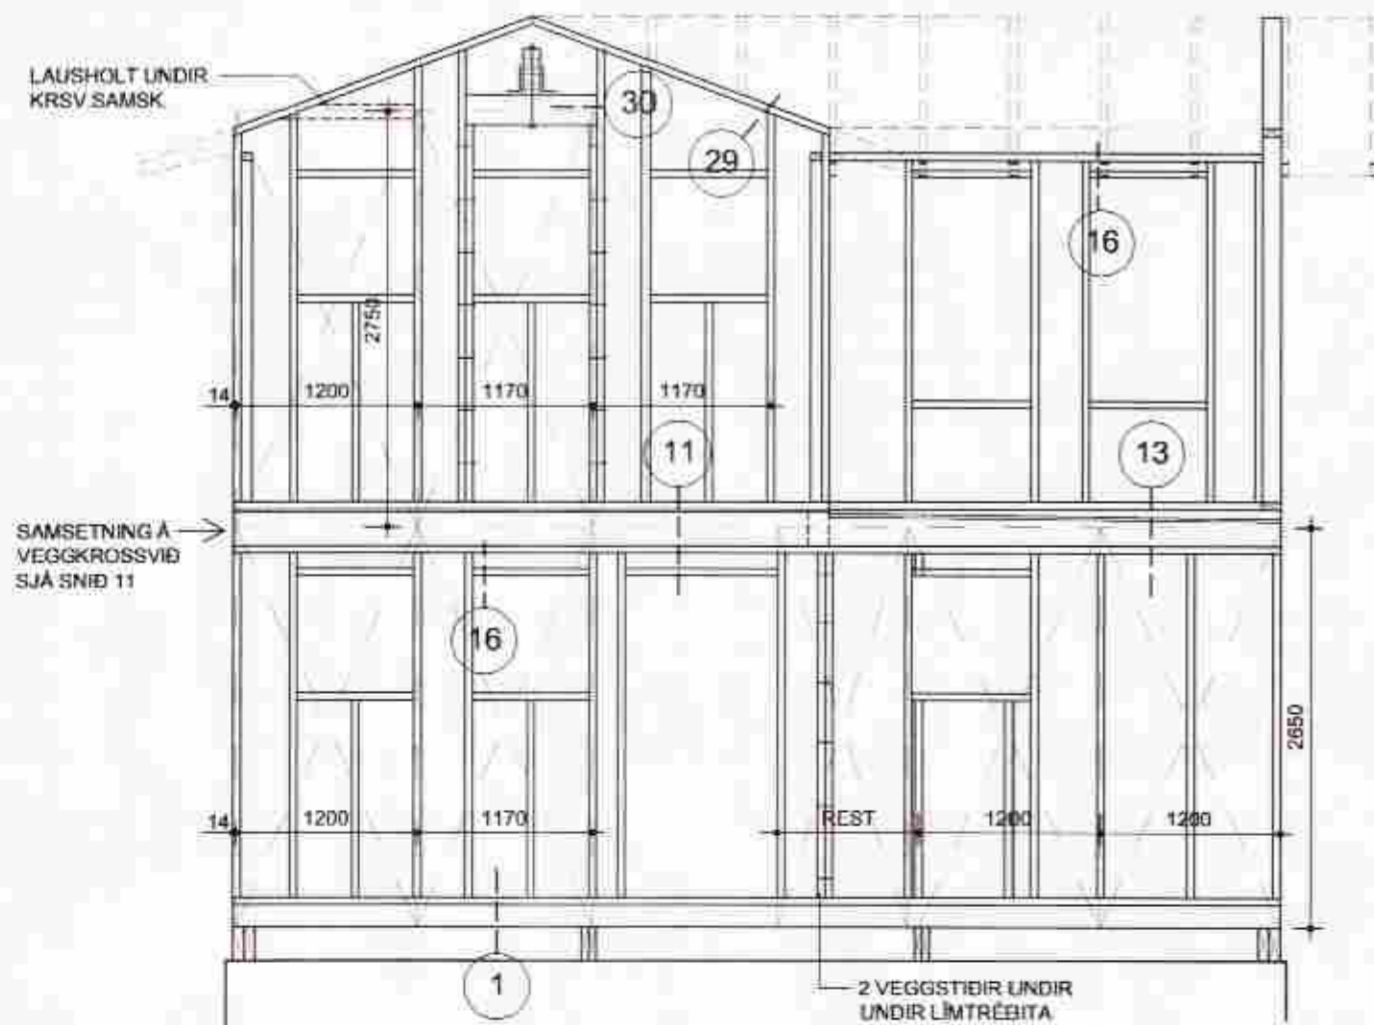 LAUSHOLT UNDIR
KRSV.SAMSK.
30
29
16
2750
14 1200 1170 1170
11
13
SAMSETNING Á
VEGGKROSSVIÐ
SJÁ SNIÐ 11
16
2650
14 1200 1170 REST 1200 1200
1
2 VEGGSTIÐIR UNDIR
UNDIR LÍMTRÉBITA